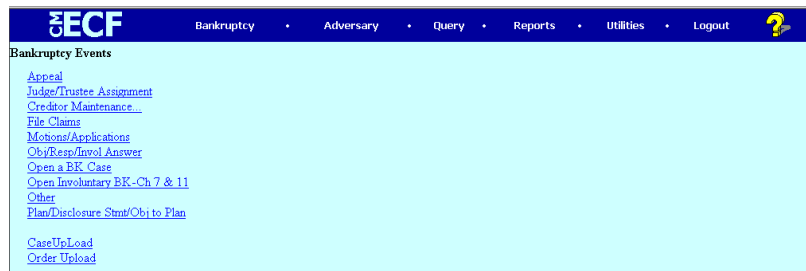 CM ECF Bankruptcy • Adversary • Query • Reports • Utilities • Logout ?
Bankruptcy Events
Appeal
Judge/Trustee Assignment
Creditor Maintenance...
File Claims
Motions/Applications
Obj/Resp/Invol Answer
Open a BK Case
Open Involuntary BK-Ch 7 & 11
Other
Plan/Disclosure Stmt/Obj to Plan
CaseUpLoad
Order Upload